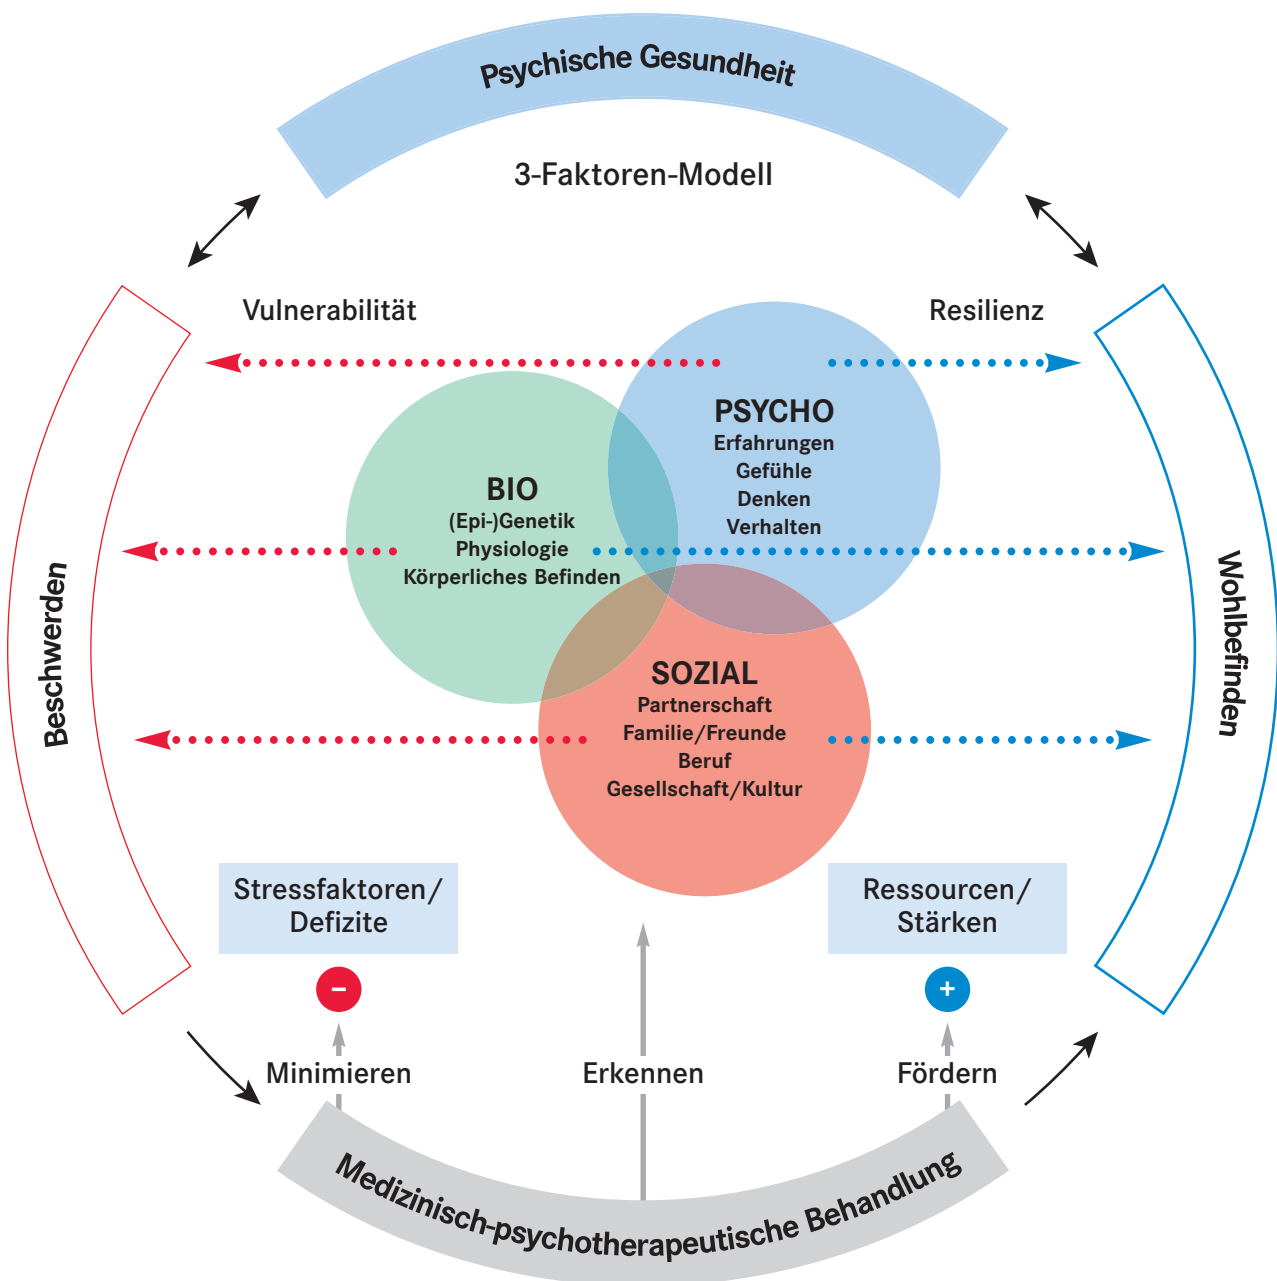 Psychische Gesundheit
3-Faktoren-Modell
Vulnerabilität
Resilienz
PSYCHO
Erfahrungen
Gefühle
Denken
Verhalten
BIO
(Epi-)Genetik
Physiologie
Körperliches Befinden
Beschwerden
Wohlbefinden
SOZIAL
Partnerschaft
Familie/Freunde
Beruf
Gesellschaft/Kultur
Stressfaktoren/
Defizite
–
Ressourcen/
Stärken
+
Minimieren
Erkennen
Fördern
Medizinisch-psychotherapeutische Behandlung